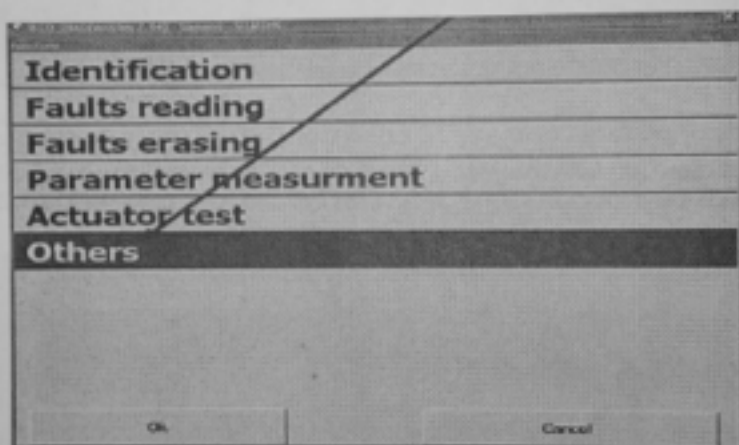 Identification
Faults reading
Faults erasing
Parameter measurment
Actuator test
Others
Ok
Cancel